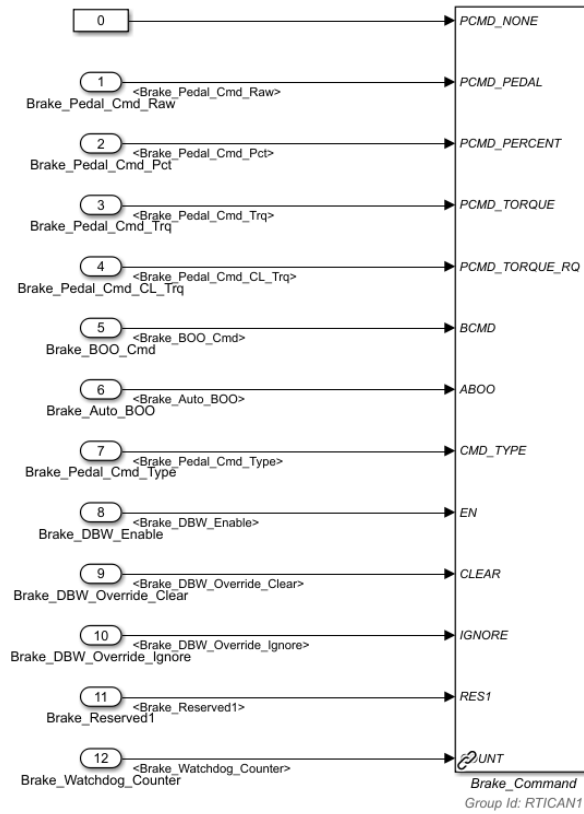 0
PCMD_NONE
1
<Brake_Pedal_Cmd_Raw>
PCMD_PEDAL
Brake_Pedal_Cmd_Raw
2
<Brake_Pedal_Cmd_Pct>
PCMD_PERCENT
Brake_Pedal_Cmd_Pct
3
<Brake_Pedal_Cmd_Trq>
PCMD_TORQUE
Brake_Pedal_Cmd_Trq
4
<Brake_Pedal_Cmd_CL_Trq>
PCMD_TORQUE_RQ
Brake_Pedal_Cmd_CL_Trq
5
<Brake_BOO_Cmd>
BCMD
Brake_BOO_Cmd
6
<Brake_Auto_BOO>
ABOO
Brake_Auto_BOO
7
<Brake_Pedal_Cmd_Type>
CMD_TYPE
Brake_Pedal_Cmd_Type
8
<Brake_DBW_Enable>
EN
Brake_DBW_Enable
9
<Brake_DBW_Override_Clear>
CLEAR
Brake_DBW_Override_Clear
10
<Brake_DBW_Override_Ignore>
IGNORE
Brake_DBW_Override_Ignore
11
<Brake_Reserved1>
RES1
Brake_Reserved1
12
<Brake_Watchdog_Counter>
Brake_Watchdog_Counter
Brake_Command
Group Id: RTICAN1